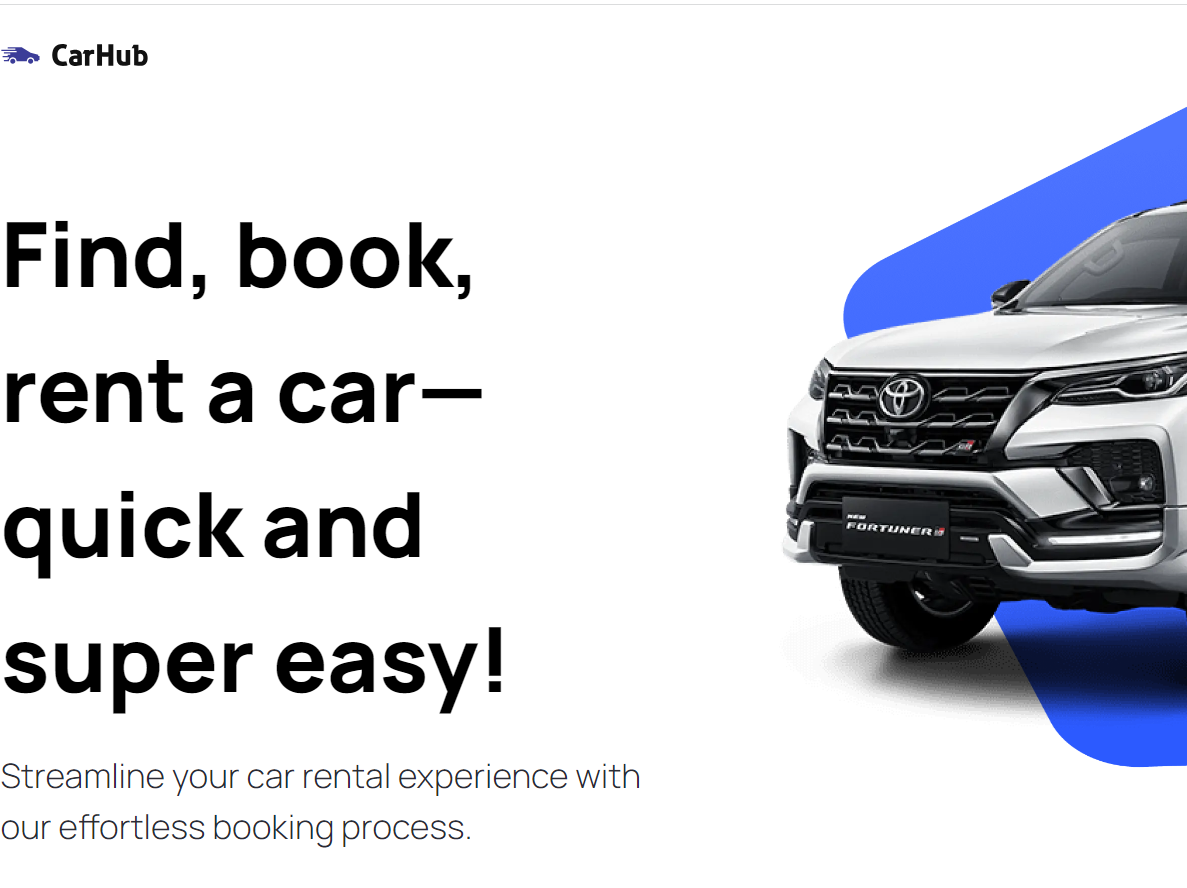 CarHub
Find, book,
rent a car—
quick and
super easy!
Streamline your car rental experience with
our effortless booking process.
NEW
FORTUNER